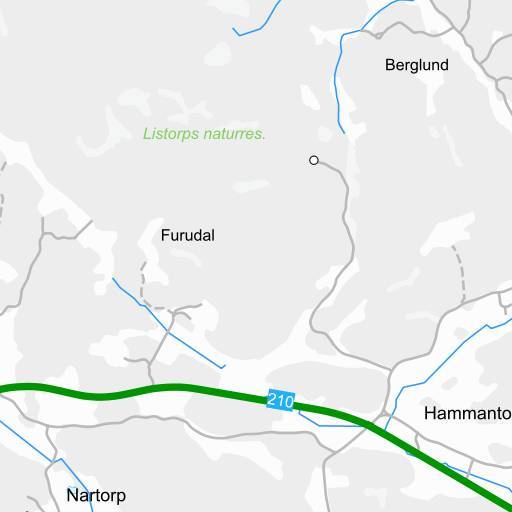 Berglund
Listorps naturres.
Furudal
210
Hammanto
Nartorp